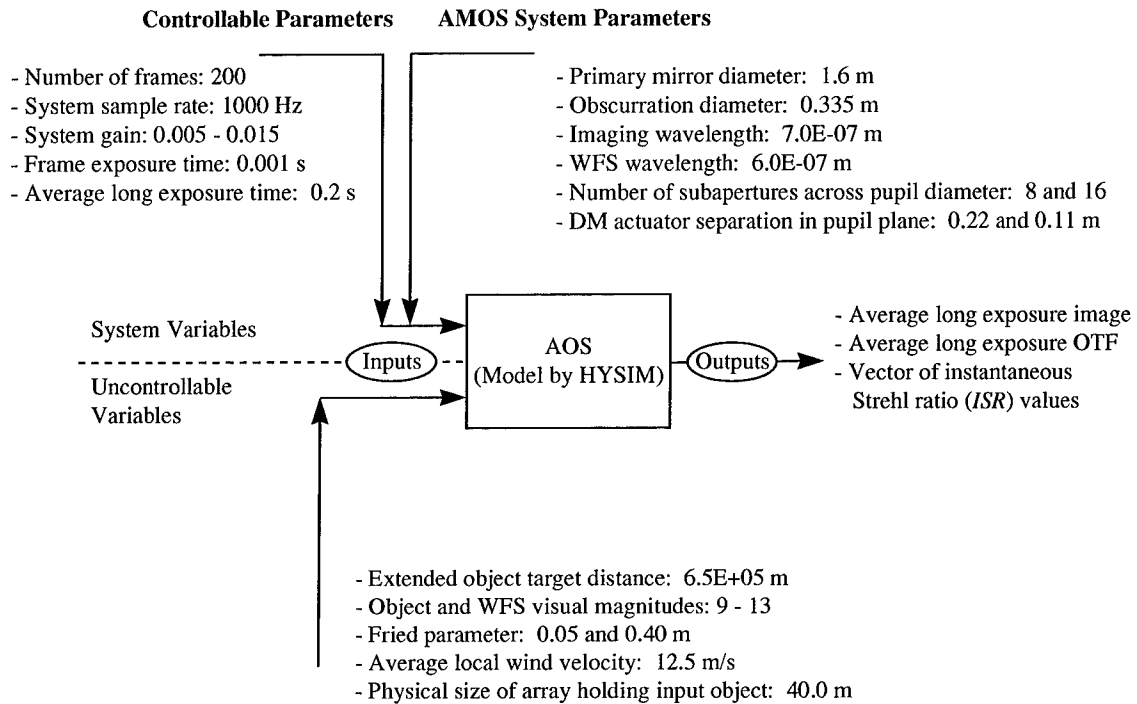 Controllable Parameters
AMOS System Parameters
- Number of frames: 200
- System sample rate: 1000 Hz
- System gain: 0.005 - 0.015
- Frame exposure time: 0.001 s
- Average long exposure time: 0.2 s
- Primary mirror diameter: 1.6 m
- Obscurration diameter: 0.335 m
- Imaging wavelength: 7.0E-07 m
- WFS wavelength: 6.0E-07 m
- Number of subapertures across pupil diameter: 8 and 16
- DM actuator separation in pupil plane: 0.22 and 0.11 m
System Variables
Uncontrollable
Variables
Inputs
AOS
(Model by HYSIM)
Outputs
- Average long exposure image
- Average long exposure OTF
- Vector of instantaneous
Strehl ratio (ISR) values
- Extended object target distance: 6.5E+05 m
- Object and WFS visual magnitudes: 9 - 13
- Fried parameter: 0.05 and 0.40 m
- Average local wind velocity: 12.5 m/s
- Physical size of array holding input object: 40.0 m